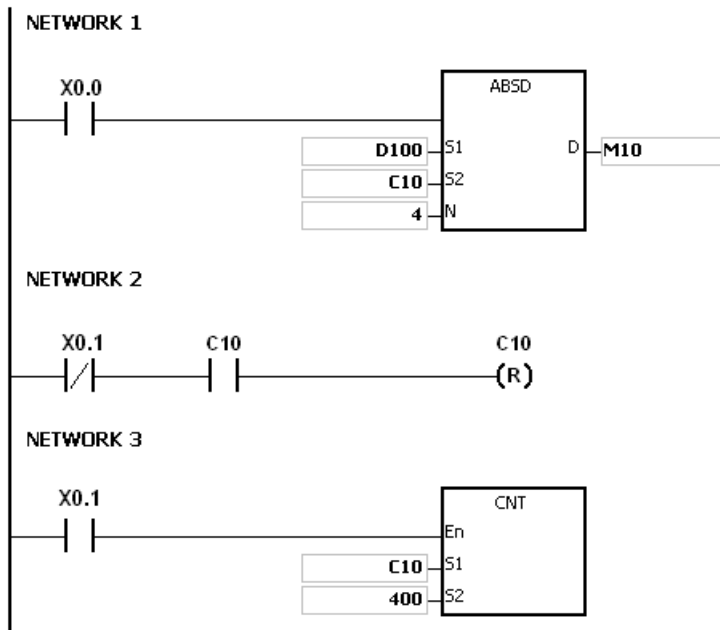 NETWORK 1
X0.0
ABSD
D100 S1 D M10
C10 S2
4 N
NETWORK 2
X0.1 C10 C10
(R)
NETWORK 3
X0.1
CNT
En
C10 S1
400 S2